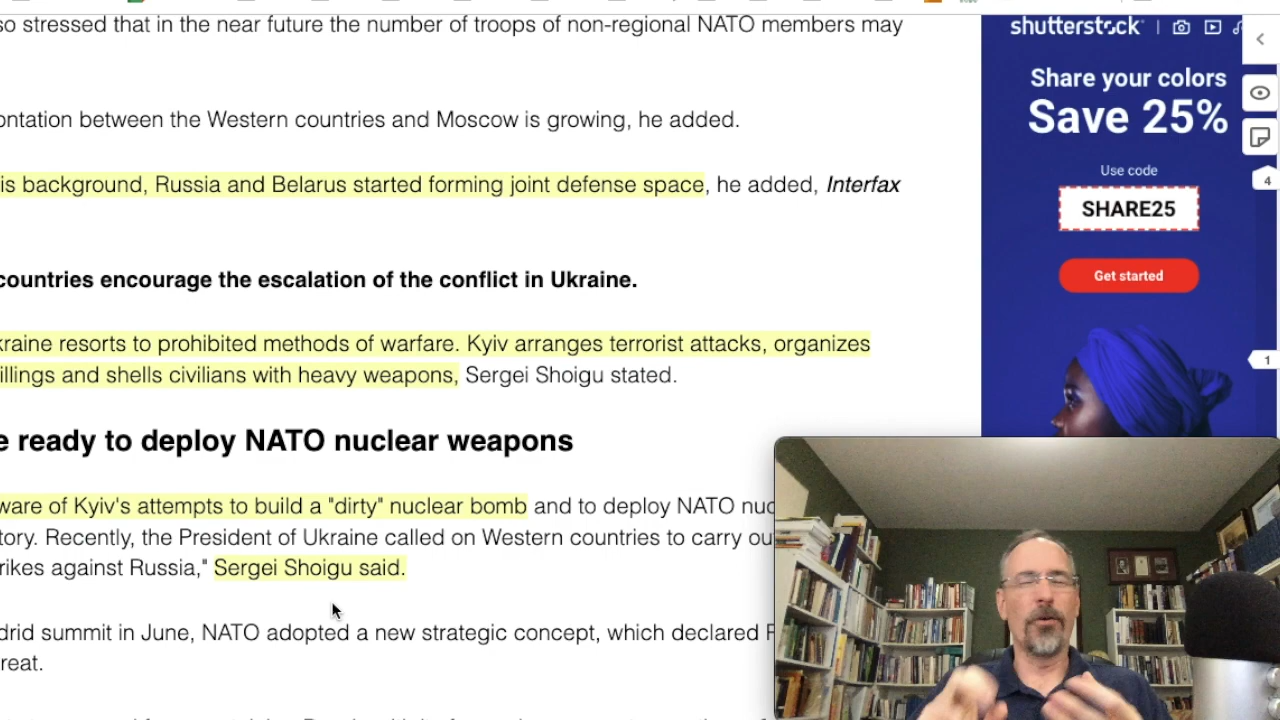 so stressed that in the near future the number of troops of non-regional NATO members may
ontation between the Western countries and Moscow is growing, he added.
is background, Russia and Belarus started forming joint defense space, he added, Interfax
countries encourage the escalation of the conflict in Ukraine.
kraine resorts to prohibited methods of warfare. Kyiv arranges terrorist attacks, organizes
illings and shells civilians with heavy weapons, Sergei Shoigu stated.
e ready to deploy NATO nuclear weapons
ware of Kyiv's attempts to build a "dirty" nuclear bomb and to deploy NATO nuc
tory. Recently, the President of Ukraine called on Western countries to carry ou
rikes against Russia," Sergei Shoigu said.
drid summit in June, NATO adopted a new strategic concept, which declared
reat.
shutterstock
Share your colors
Save 25%
Use code
SHARE25
Get started
4
1